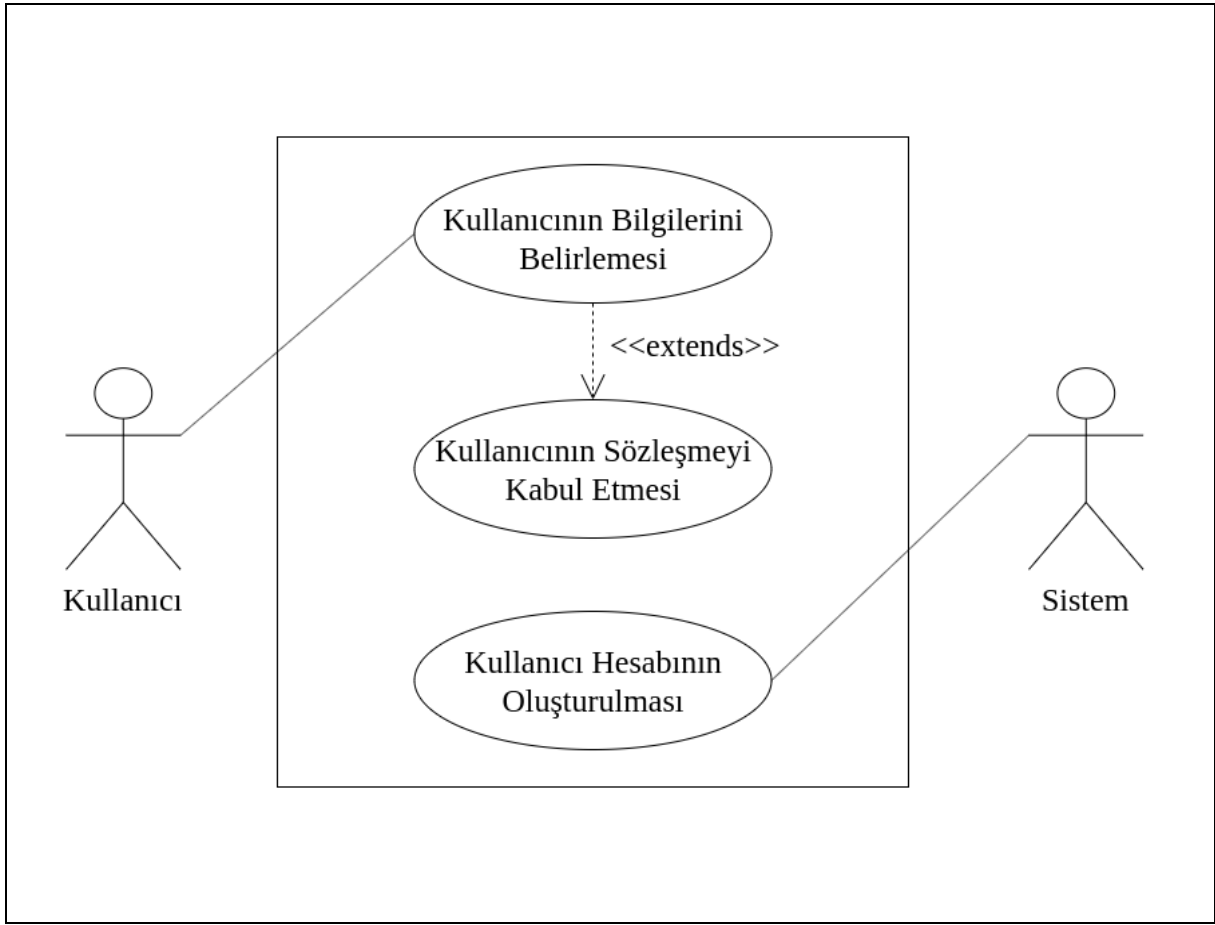 Kullanıcının Bilgilerini
Belirlemesi
<<extends>>
Kullanıcının Sözleşmeyi
Kabul Etmesi
Kullanıcı
Sistem
Kullanıcı Hesabının
Oluşturulması